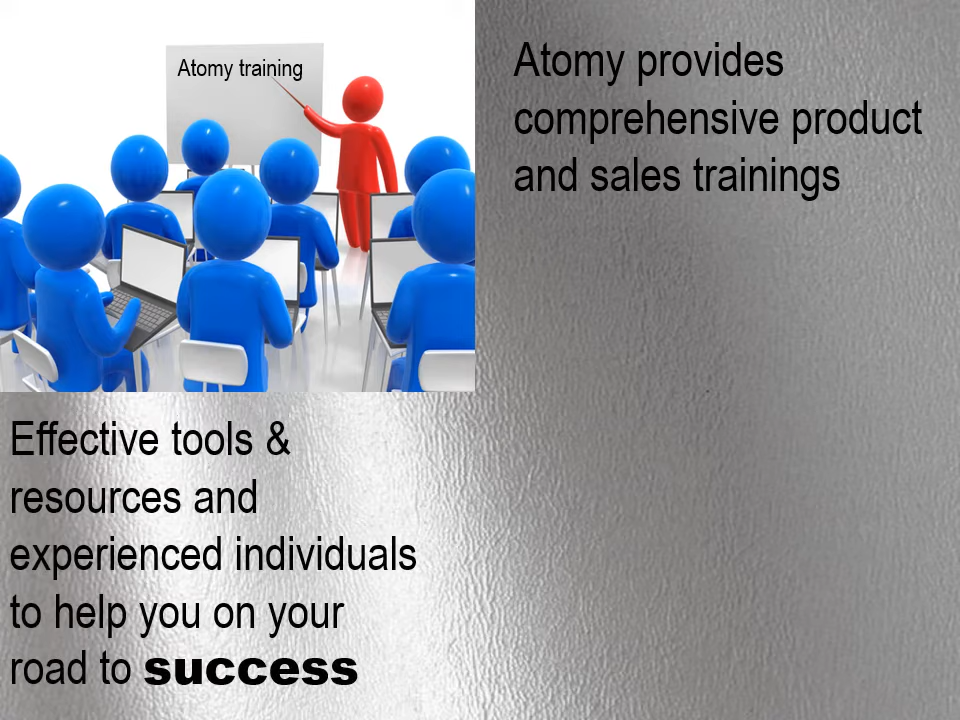 Atomy training
Atomy provides
comprehensive product
and sales trainings
Effective tools &
resources and
experienced individuals
to help you on your
road to success